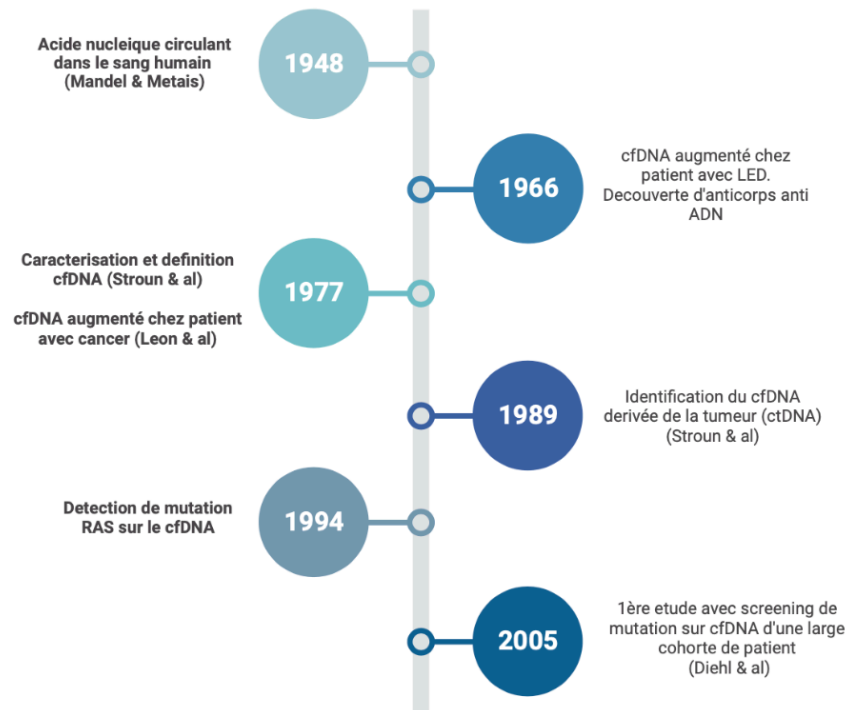 Acide nucleique circulant
dans le sang humain
(Mandel & Metais)
1948
1966
cfDNA augmenté chez
patient avec LED.
Decouverte d'anticorps anti
ADN
Caracterisation et definition
cfDNA (Stroun & al)
cfDNA augmenté chez patient
avec cancer (Leon & al)
1977
1989
Identification du cfDNA
derivée de la tumeur (ctDNA)
(Stroun & al)
Detection de mutation
RAS sur le cfDNA
1994
2005
1ère etude avec screening de
mutation sur cfDNA d'une large
cohorte de patient
(Diehl & al)